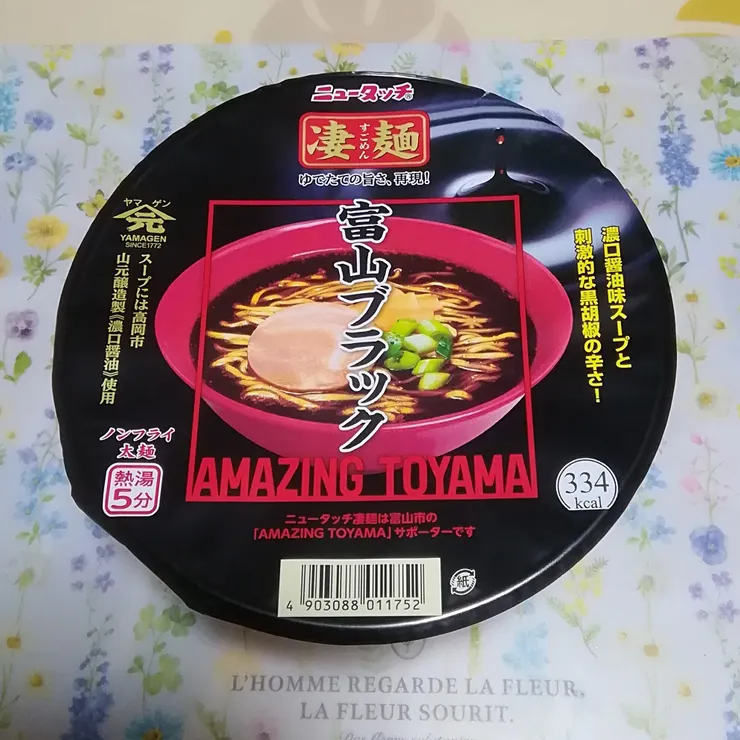 ニュータッチ®
凄麺
すごめん
ゆでたての旨さ、再現!
ヤマ ゲン
元
YAMAGEN
SINCE1772
スープには高岡市
山元醸造製《濃口醤油》使用
富山ブラック
濃口醤油味スープと
刺激的な黒胡椒の辛さ!
ノンフライ
太麺
熱湯
5分
AMAZING TOYAMA
334
kcal
ニュータッチ凄麺は富山市の
「AMAZING TOYAMA」サポーターです
4 903088 011752
紙
L'HOMME REGARDE LA FLEUR,
LA FLEUR SOURIT.